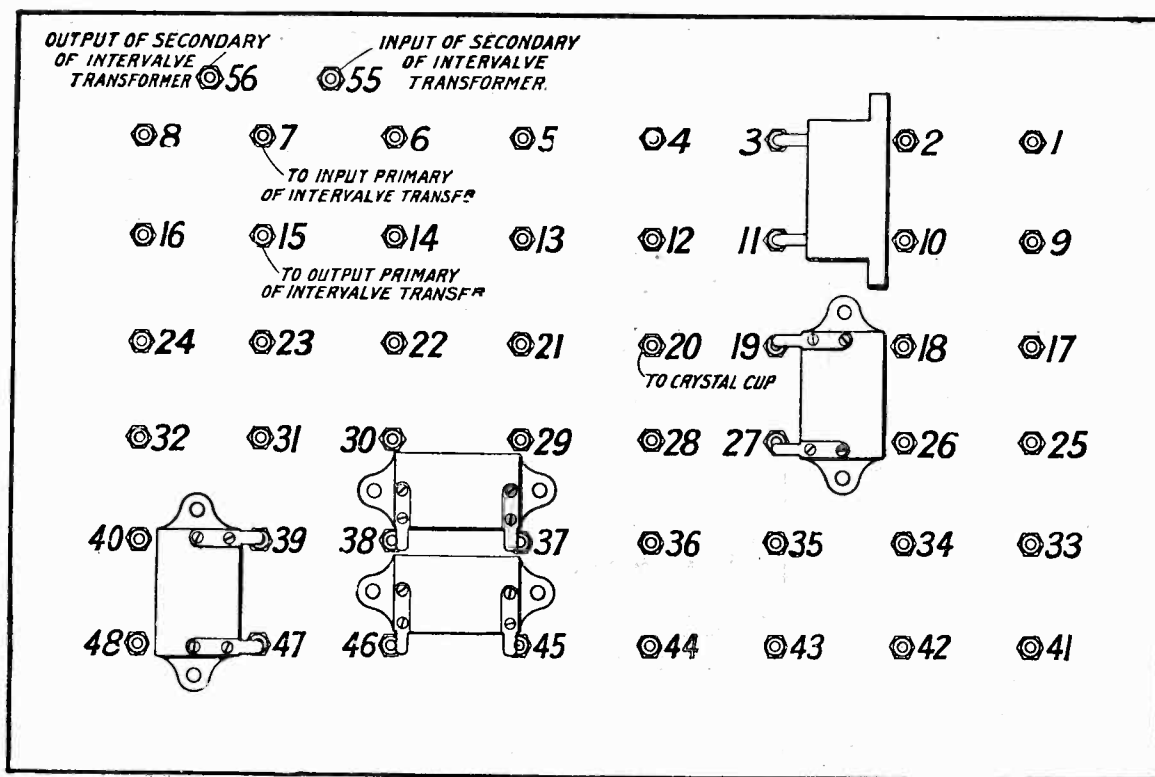 OUTPUT OF SECONDARY
OF INTERVALVE
TRANSFORMER 56
INPUT OF SECONDARY
OF INTERVALVE
55 TRANSFORMER.
8 7 6 5 4 3 2 1
TO INPUT PRIMARY
OF INTERVALVE TRANSFR
16 15 14 13 12 11 10 9
TO OUTPUT PRIMARY
OF INTERVALVE TRANSFR
24 23 22 21 20 19 18 17
TO CRYSTAL CUP
32 31 30 29 28 27 26 25
40 39 38 37 36 35 34 33
48 47 46 45 44 43 42 41